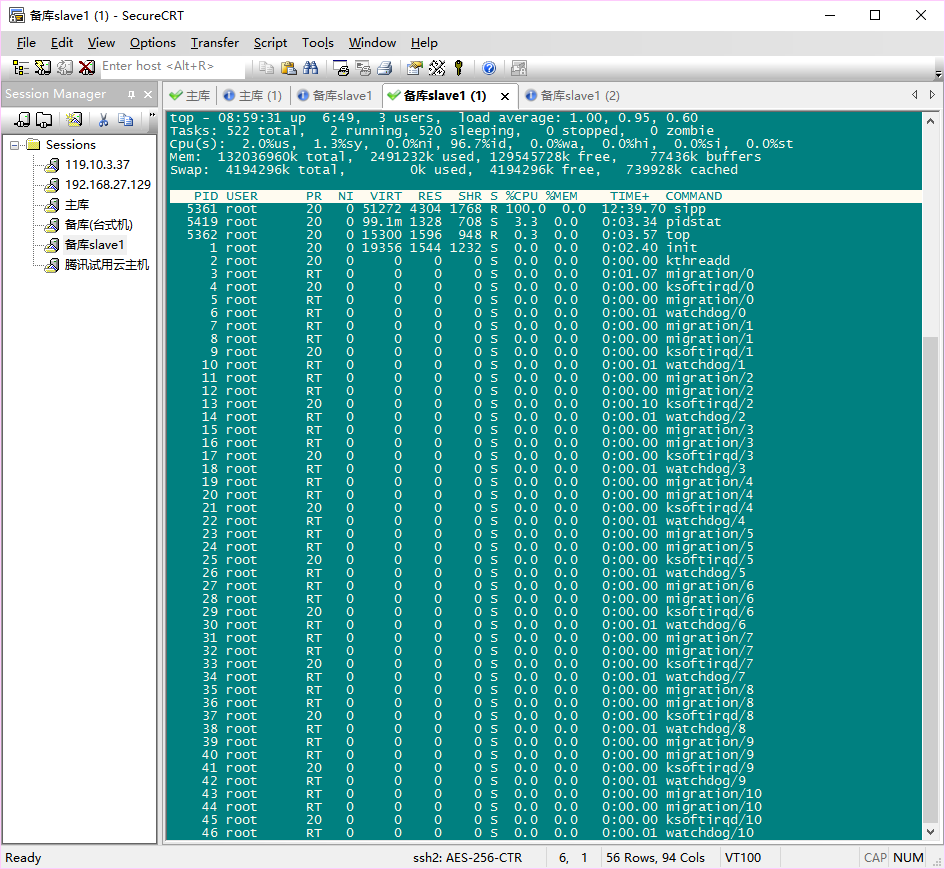 备库slave1 (1) - SecureCRT
File Edit View Options Transfer Script Tools Window Help
Enter host <Alt+R>
Session Manager
主库 主库 (1) 备库slave1 备库slave1 (1) 备库slave1 (2)
Sessions
119.10.3.37
192.168.27.129
主库
备库(台式机)
备库slave1
腾讯试用云主机
top - 08:59:31 up  6:49,  3 users,  load average: 1.00, 0.95, 0.60
Tasks: 522 total,   2 running, 520 sleeping,   0 stopped,   0 zombie
Cpu(s):  2.0%us,  1.3%sy,  0.0%ni, 96.7%id,  0.0%wa,  0.0%hi,  0.0%si,  0.0%st
Mem:  132036960k total,  2491232k used, 129545728k free,    77436k buffers
Swap:  4194296k total,        0k used,  4194296k free,   739928k cached
PID USER      PR  NI  VIRT  RES  SHR S %CPU %MEM    TIME+  COMMAND
5361 root      20   0 51272 4304 1768 R 100.0  0.0  12:39.70 sipp
5419 root      20   0 99.1m 1328  708 S  3.3  0.0   0:03.34 pidstat
5362 root      20   0 15300 1596  948 R  0.3  0.0   0:03.57 top
1 root      20   0 19356 1544 1232 S  0.0  0.0   0:02.40 init
2 root      20   0     0    0    0 S  0.0  0.0   0:00.00 kthreadd
3 root      RT   0     0    0    0 S  0.0  0.0   0:01.07 migration/0
4 root      20   0     0    0    0 S  0.0  0.0   0:00.00 ksoftirqd/0
5 root      RT   0     0    0    0 S  0.0  0.0   0:00.00 migration/0
6 root      RT   0     0    0    0 S  0.0  0.0   0:00.01 watchdog/0
7 root      RT   0     0    0    0 S  0.0  0.0   0:00.00 migration/1
8 root      RT   0     0    0    0 S  0.0  0.0   0:00.00 migration/1
9 root      20   0     0    0    0 S  0.0  0.0   0:00.00 ksoftirqd/1
10 root      RT   0     0    0    0 S  0.0  0.0   0:00.01 watchdog/1
11 root      RT   0     0    0    0 S  0.0  0.0   0:00.00 migration/2
12 root      RT   0     0    0    0 S  0.0  0.0   0:00.00 migration/2
13 root      20   0     0    0    0 S  0.0  0.0   0:00.10 ksoftirqd/2
14 root      RT   0     0    0    0 S  0.0  0.0   0:00.01 watchdog/2
15 root      RT   0     0    0    0 S  0.0  0.0   0:00.00 migration/3
16 root      RT   0     0    0    0 S  0.0  0.0   0:00.00 migration/3
17 root      20   0     0    0    0 S  0.0  0.0   0:00.00 ksoftirqd/3
18 root      RT   0     0    0    0 S  0.0  0.0   0:00.01 watchdog/3
19 root      RT   0     0    0    0 S  0.0  0.0   0:00.00 migration/4
20 root      RT   0     0    0    0 S  0.0  0.0   0:00.00 migration/4
21 root      20   0     0    0    0 S  0.0  0.0   0:00.00 ksoftirqd/4
22 root      RT   0     0    0    0 S  0.0  0.0   0:00.01 watchdog/4
23 root      RT   0     0    0    0 S  0.0  0.0   0:00.00 migration/5
24 root      RT   0     0    0    0 S  0.0  0.0   0:00.00 migration/5
25 root      20   0     0    0    0 S  0.0  0.0   0:00.00 ksoftirqd/5
26 root      RT   0     0    0    0 S  0.0  0.0   0:00.01 watchdog/5
27 root      RT   0     0    0    0 S  0.0  0.0   0:00.00 migration/6
28 root      RT   0     0    0    0 S  0.0  0.0   0:00.00 migration/6
29 root      20   0     0    0    0 S  0.0  0.0   0:00.00 ksoftirqd/6
30 root      RT   0     0    0    0 S  0.0  0.0   0:00.01 watchdog/6
31 root      RT   0     0    0    0 S  0.0  0.0   0:00.00 migration/7
32 root      RT   0     0    0    0 S  0.0  0.0   0:00.00 migration/7
33 root      20   0     0    0    0 S  0.0  0.0   0:00.00 ksoftirqd/7
34 root      RT   0     0    0    0 S  0.0  0.0   0:00.01 watchdog/7
35 root      RT   0     0    0    0 S  0.0  0.0   0:00.00 migration/8
36 root      RT   0     0    0    0 S  0.0  0.0   0:00.00 migration/8
37 root      20   0     0    0    0 S  0.0  0.0   0:00.00 ksoftirqd/8
38 root      RT   0     0    0    0 S  0.0  0.0   0:00.01 watchdog/8
39 root      RT   0     0    0    0 S  0.0  0.0   0:00.00 migration/9
40 root      RT   0     0    0    0 S  0.0  0.0   0:00.00 migration/9
41 root      20   0     0    0    0 S  0.0  0.0   0:00.00 ksoftirqd/9
42 root      RT   0     0    0    0 S  0.0  0.0   0:00.01 watchdog/9
43 root      RT   0     0    0    0 S  0.0  0.0   0:00.00 migration/10
44 root      RT   0     0    0    0 S  0.0  0.0   0:00.00 migration/10
45 root      20   0     0    0    0 S  0.0  0.0   0:00.00 ksoftirqd/10
46 root      RT   0     0    0    0 S  0.0  0.0   0:00.01 watchdog/10
Ready ssh2: AES-256-CTR 6, 1 56 Rows, 94 Cols VT100 CAP NUM